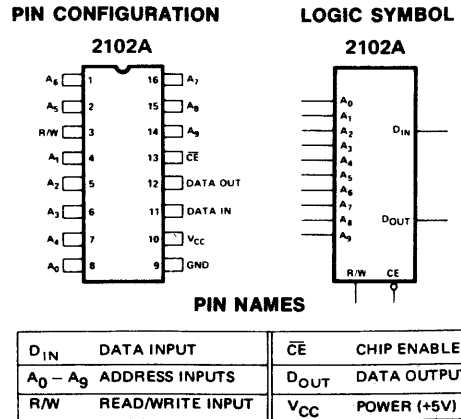 PIN CONFIGURATION
2102A
A₆ 1 16 A₇
A₅ 2 15 A₈
R/W 3 14 A₉
A₁ 4 13 C̅E̅
A₂ 5 12 DATA OUT
A₃ 6 11 DATA IN
A₄ 7 10 VCC
A₀ 8 9 GND
LOGIC SYMBOL
2102A
A₀
A₁
A₂ DIN
A₃
A₄
A₅
A₆
A₇
A₈ DOUT
A₉
R/W CE
PIN NAMES
DIN DATA INPUT C̅E̅ CHIP ENABLE
A₀ – A₉ ADDRESS INPUTS DOUT DATA OUTPUT
R/W READ/WRITE INPUT VCC POWER (+5V)